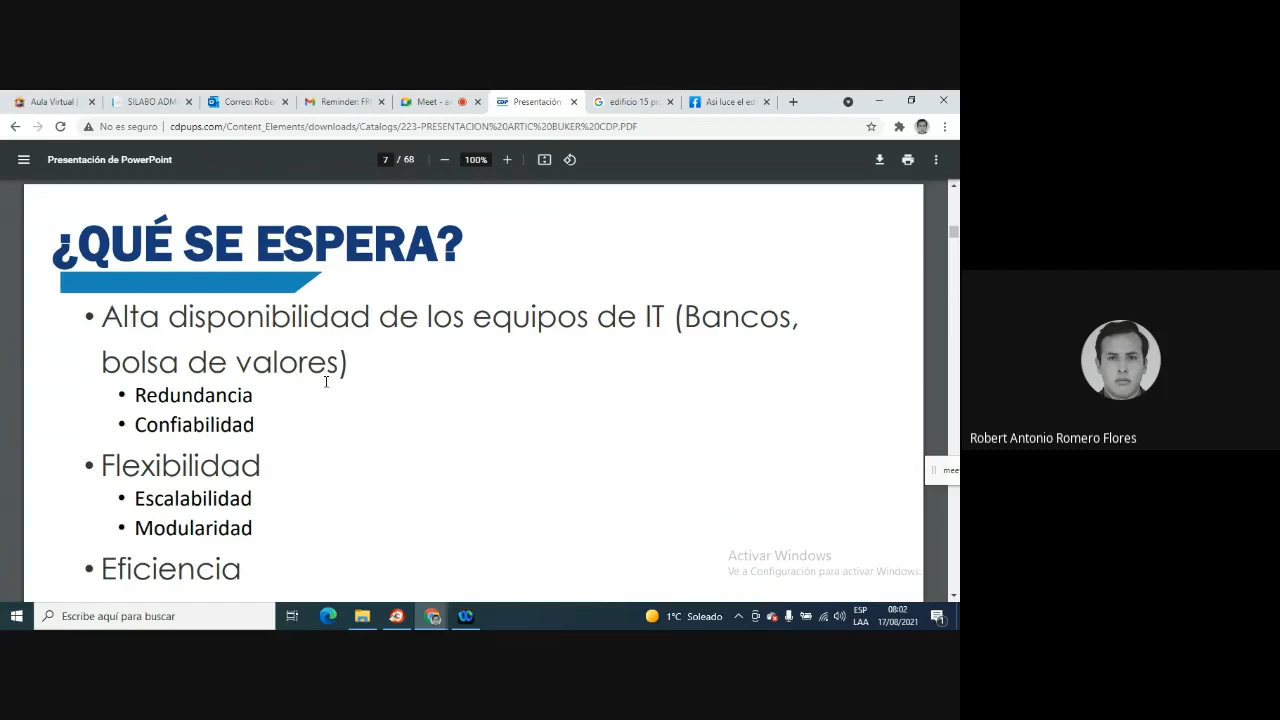 Aula Virtual
SILABO ADM
Correo: Robe
Reminder: FR
Meet - a
Presentación
edificio 15 pi
Asi luce el ed
No es seguro
cdpups.com/Content_Elements/downloads/Catalogs/223-PRESENTACION%20ARTIC%20BUKER%20CDP.PDF
Presentación de PowerPoint
7 / 68
100%
¿QUÉ SE ESPERA?
• Alta disponibilidad de los equipos de IT (Bancos,
bolsa de valores)
• Redundancia
• Confiabilidad
• Flexibilidad
• Escalabilidad
• Modularidad
• Eficiencia
Activar Windows
Ve a Configuración para activar Windows.
mee
Robert Antonio Romero Flores
Escribe aquí para buscar
1°C Soleado
ESP
LAA
08:02
17/08/2021
1